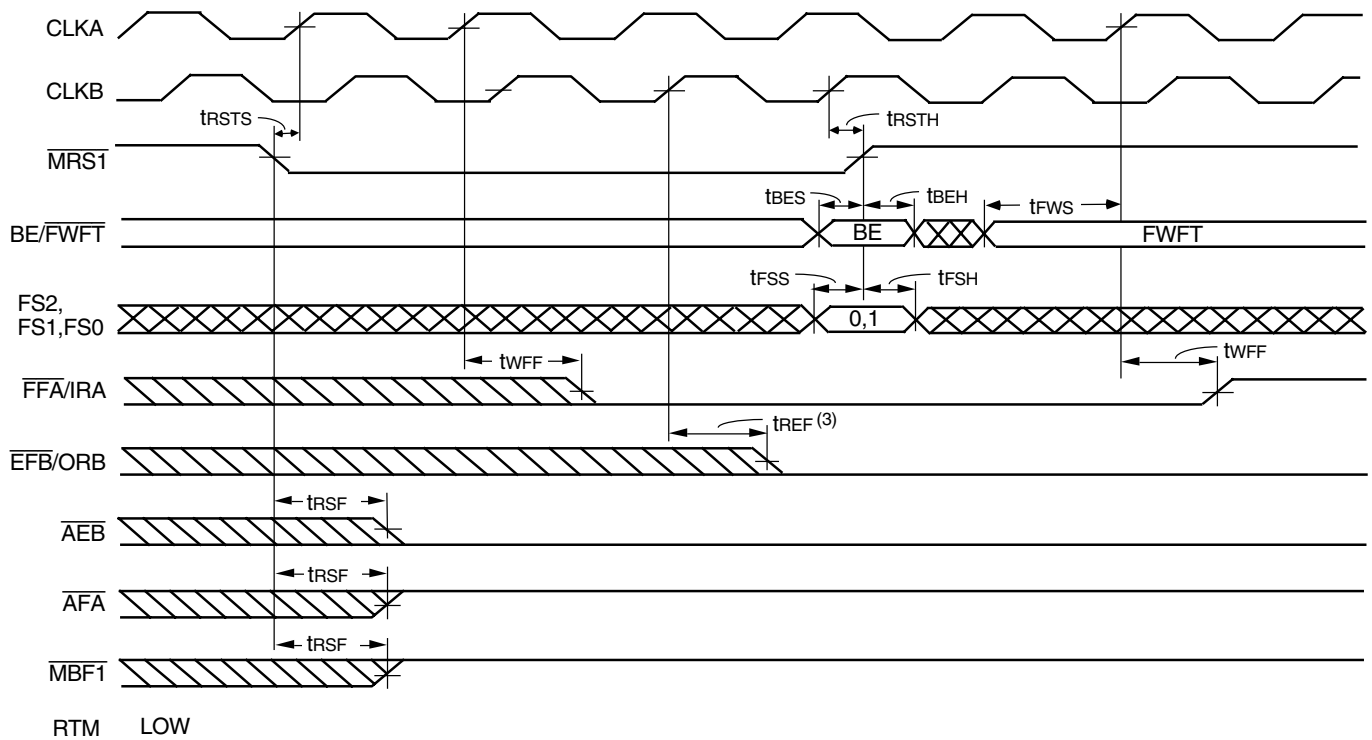 CLKA
CLKB
tRSTS
tRSTH
MRS1
tBES
tBEH
tFWS
BE/FWFT
BE
FWFT
tFSS
tFSH
FS2,
FS1,FS0
0,1
tWFF
tWFF
FFA/IRA
tREF (3)
EFB/ORB
tRSF
AEB
tRSF
AFA
tRSF
MBF1
RTM LOW